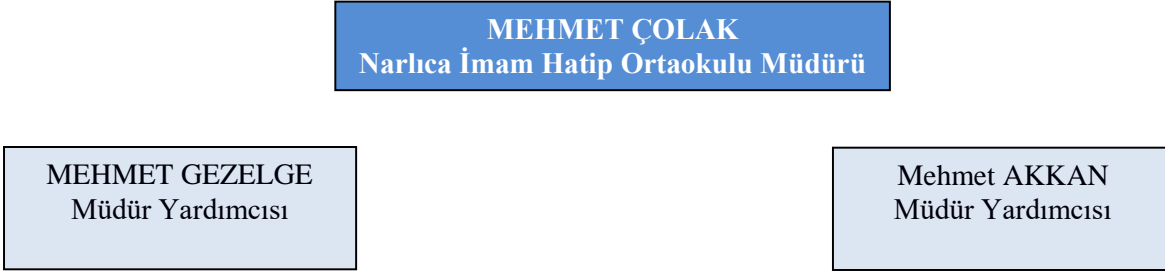 MEHMET ÇOLAK
Narlıca İmam Hatip Ortaokulu Müdürü
MEHMET GEZELGE
Müdür Yardımcısı
Mehmet AKKAN
Müdür Yardımcısı